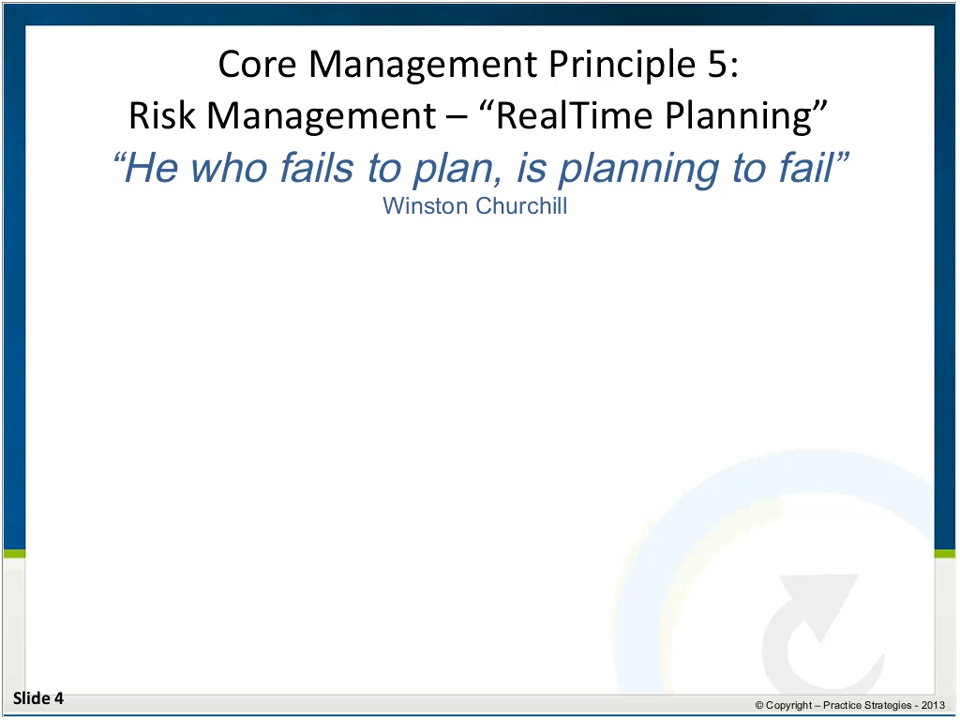 Core Management Principle 5:
Risk Management – “RealTime Planning”
“He who fails to plan, is planning to fail”
Winston Churchill
Slide 4
© Copyright – Practice Strategies - 2013